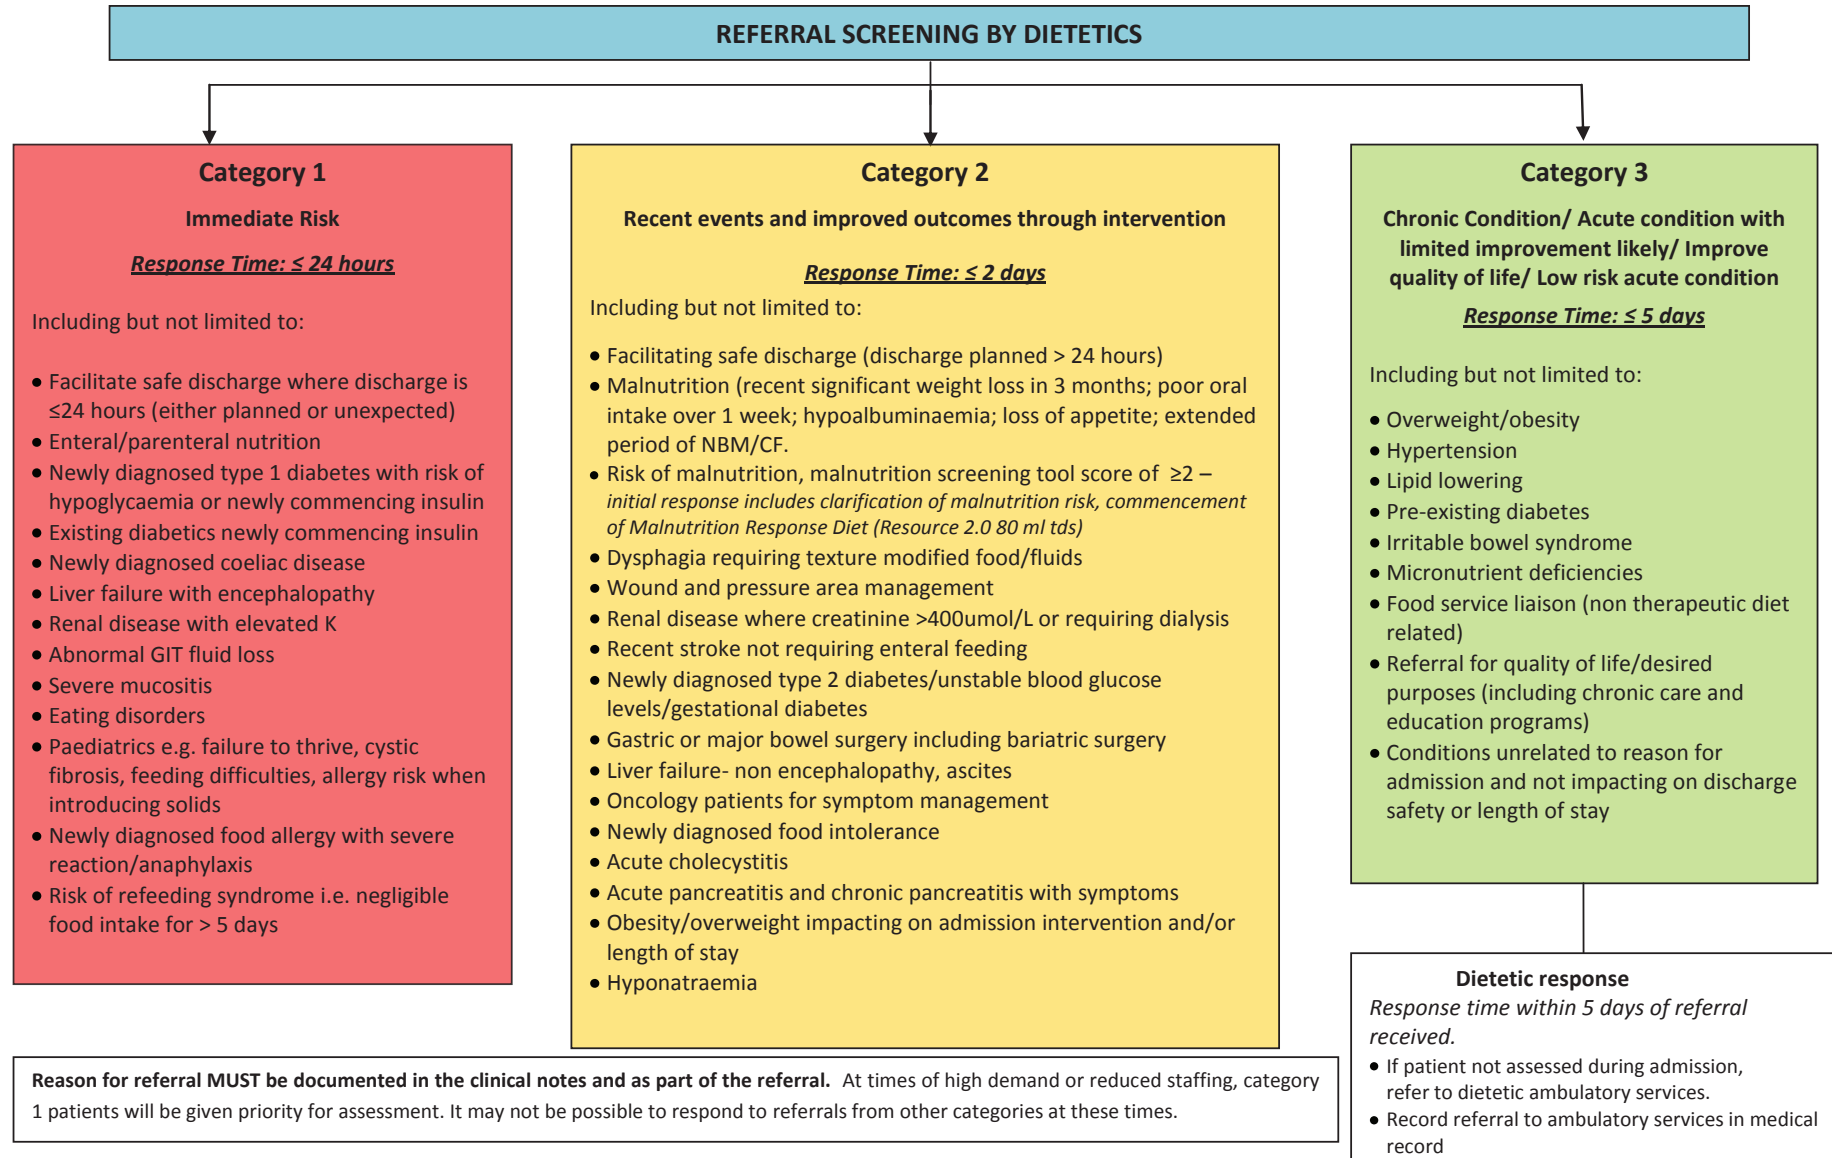 REFERRAL SCREENING BY DIETETICS
Category 1
Immediate Risk
Response Time: ≤ 24 hours
Including but not limited to:
• Facilitate safe discharge where discharge is
≤24 hours (either planned or unexpected)
• Enteral/parenteral nutrition
• Newly diagnosed type 1 diabetes with risk of
hypoglycaemia or newly commencing insulin
• Existing diabetics newly commencing insulin
• Newly diagnosed coeliac disease
• Liver failure with encephalopathy
• Renal disease with elevated K
• Abnormal GIT fluid loss
• Severe mucositis
• Eating disorders
• Paediatrics e.g. failure to thrive, cystic
fibrosis, feeding difficulties, allergy risk when
introducing solids
• Newly diagnosed food allergy with severe
reaction/anaphylaxis
• Risk of refeeding syndrome i.e. negligible
food intake for > 5 days
Category 2
Recent events and improved outcomes through intervention
Response Time: ≤ 2 days
Including but not limited to:
• Facilitating safe discharge (discharge planned > 24 hours)
• Malnutrition (recent significant weight loss in 3 months; poor oral
intake over 1 week; hypoalbuminaemia; loss of appetite; extended
period of NBM/CF.
• Risk of malnutrition, malnutrition screening tool score of ≥2 –
initial response includes clarification of malnutrition risk, commencement
of Malnutrition Response Diet (Resource 2.0 80 ml tds)
• Dysphagia requiring texture modified food/fluids
• Wound and pressure area management
• Renal disease where creatinine >400umol/L or requiring dialysis
• Recent stroke not requiring enteral feeding
• Newly diagnosed type 2 diabetes/unstable blood glucose
levels/gestational diabetes
• Gastric or major bowel surgery including bariatric surgery
• Liver failure- non encephalopathy, ascites
• Oncology patients for symptom management
• Newly diagnosed food intolerance
• Acute cholecystitis
• Acute pancreatitis and chronic pancreatitis with symptoms
• Obesity/overweight impacting on admission intervention and/or
length of stay
• Hyponatraemia
Category 3
Chronic Condition/ Acute condition with
limited improvement likely/ Improve
quality of life/ Low risk acute condition
Response Time: ≤ 5 days
Including but not limited to:
• Overweight/obesity
• Hypertension
• Lipid lowering
• Pre-existing diabetes
• Irritable bowel syndrome
• Micronutrient deficiencies
• Food service liaison (non therapeutic diet
related)
• Referral for quality of life/desired
purposes (including chronic care and
education programs)
• Conditions unrelated to reason for
admission and not impacting on discharge
safety or length of stay
Dietetic response
Response time within 5 days of referral
received.
• If patient not assessed during admission,
refer to dietetic ambulatory services.
• Record referral to ambulatory services in medical
record
Reason for referral MUST be documented in the clinical notes and as part of the referral. At times of high demand or reduced staffing, category
1 patients will be given priority for assessment. It may not be possible to respond to referrals from other categories at these times.